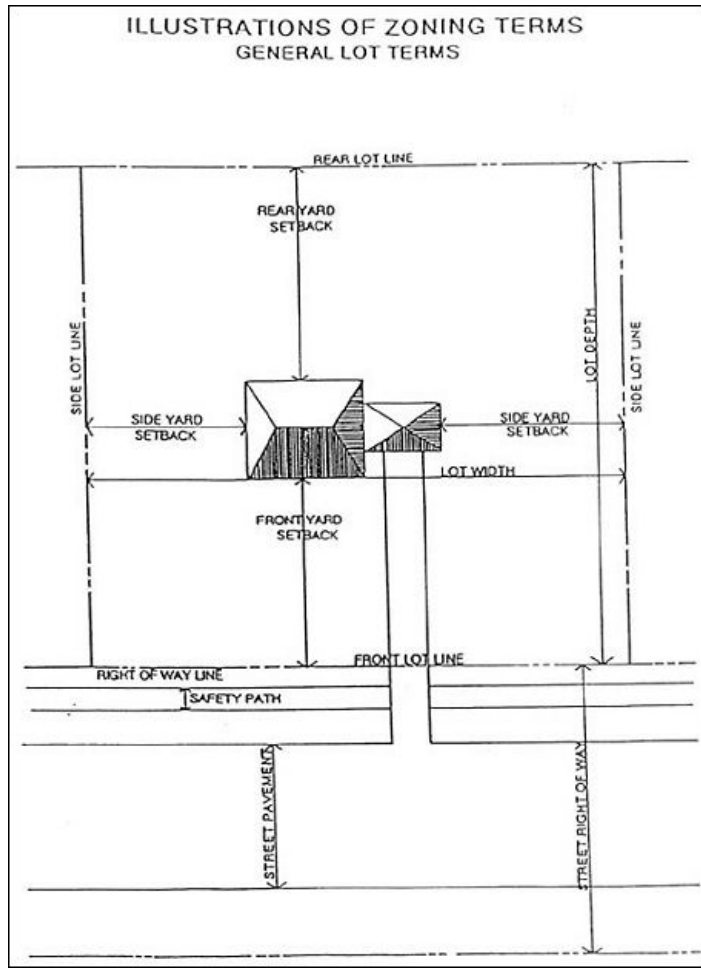 ILLUSTRATIONS OF ZONING TERMS
GENERAL LOT TERMS
REAR LOT LINE
REAR YARD
SETBACK
SIDE LOT LINE
LOT DEPTH
SIDE LOT LINE
SIDE YARD
SETBACK
SIDE YARD
SETBACK
LOT WIDTH
FRONT YARD
SETBACK
FRONT LOT LINE
RIGHT OF WAY LINE
SAFETY PATH
STREET PAVEMENT
STREET RIGHT OF WAY